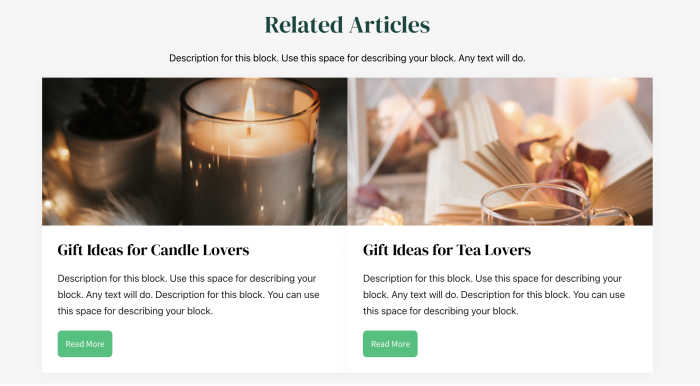 Related Articles
Description for this block. Use this space for describing your block. Any text will do.
Gift Ideas for Candle Lovers
Description for this block. Use this space for describing your
block. Any text will do. Description for this block. You can use
this space for describing your block.
Read More
Gift Ideas for Tea Lovers
Description for this block. Use this space for describing your
block. Any text will do. Description for this block. You can use
this space for describing your block.
Read More